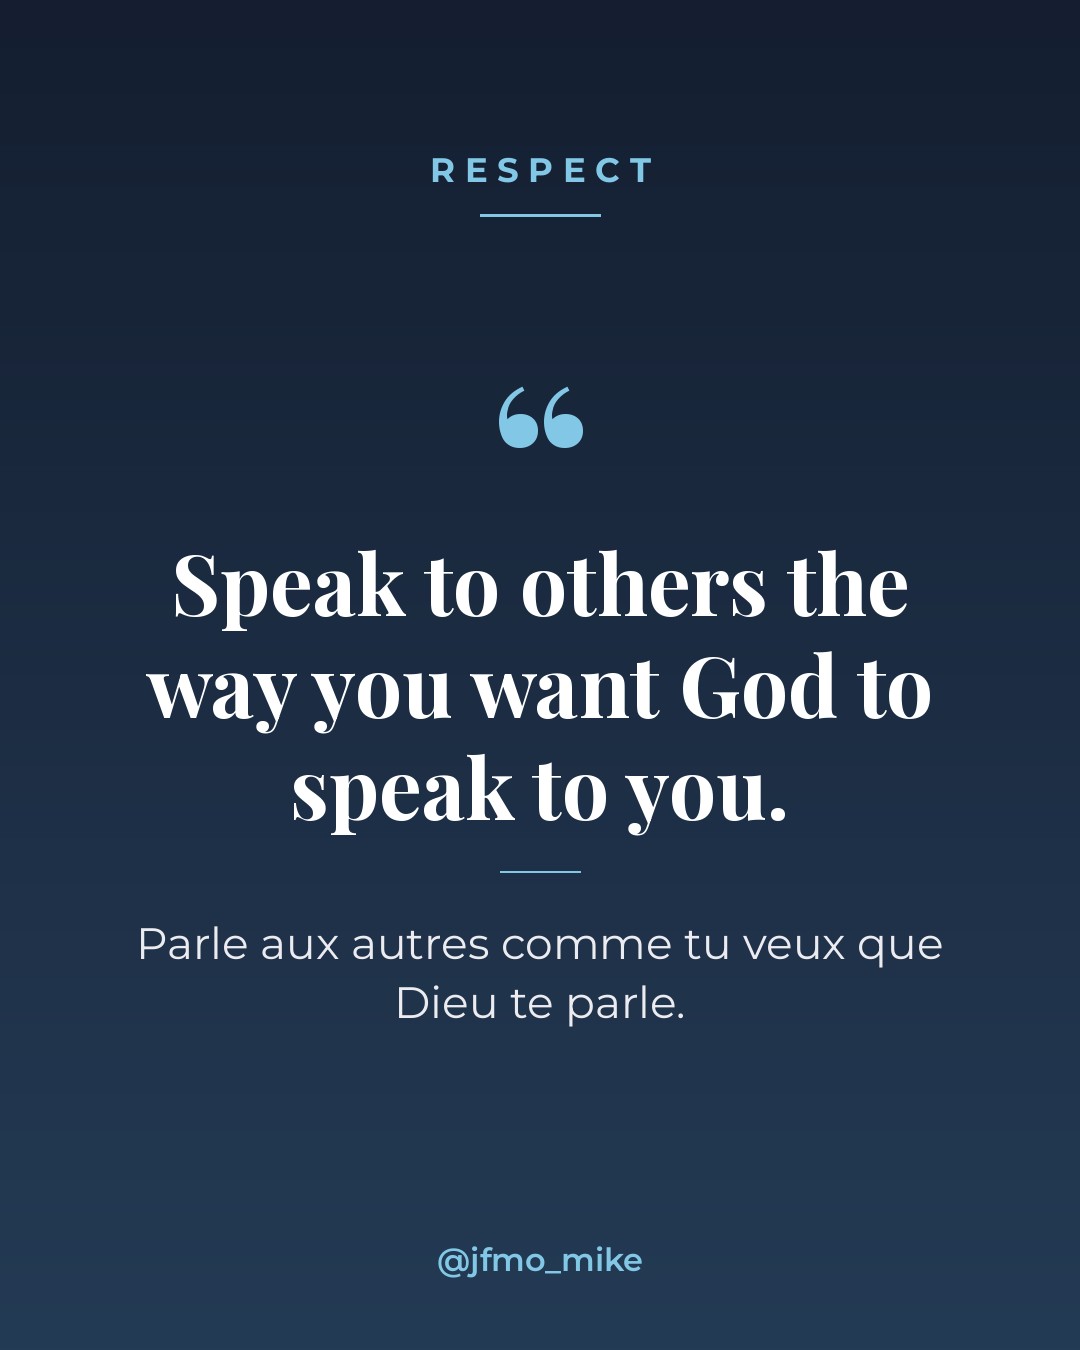 RESPECT
“
Speak to others the
way you want God to
speak to you.
Parle aux autres comme tu veux que
Dieu te parle.
@jfmo_mike